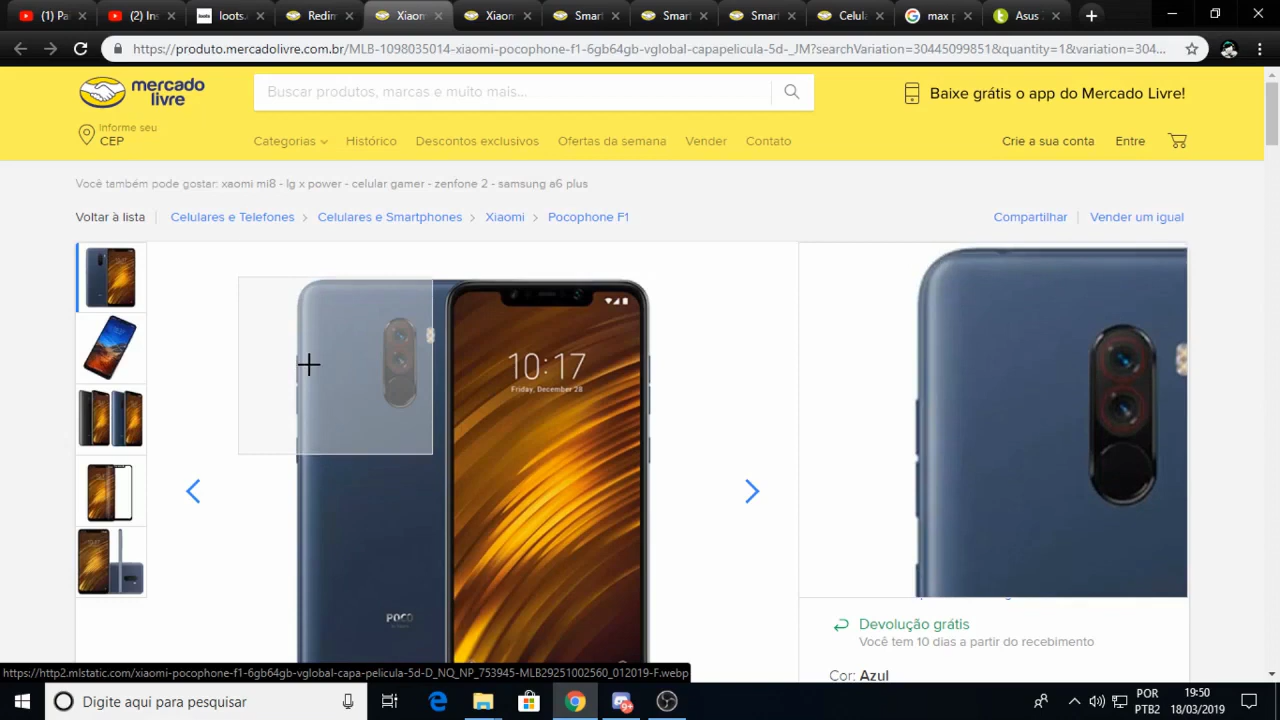 (1) Pa
(2) [In
loots.
Redin
Xiaom
Xiaom
Smart
Smart
Smart
Celula
max p
Asus
https://produto.mercadolivre.com.br/MLB-1098035014-xiaomi-pocophone-f1-6gb64gb-vglobal-capapelicula-5d-_JM?searchVariation=30445099851&quantity=1&variation=304...
mercado
livre
Buscar produtos, marcas e muito mais...
Baixe grátis o app do Mercado Livre!
Informe seu
CEP
Categorias Histórico Descontos exclusivos Ofertas da semana Vender Contato Crie a sua conta Entre
Você também pode gostar: xaomi mi8 - lg x power - celular gamer - zenfone 2 - samsung a6 plus
Voltar à lista Celulares e Telefones > Celulares e Smartphones > Xiaomi > Pocophone F1 Compartilhar Vender um igual
10:17
Friday, December 28
POCO
Devolução grátis
Você tem 10 dias a partir do recebimento
Cor: Azul
https://http2.mlstatic.com/xiaomi-pocophone-f1-6gb64gb-vglobal-capa-pelicula-5d-D_NQ_NP_753945-MLB29251002560_012019-F.webp
Digite aqui para pesquisar
POR
PTB2
19:50
18/03/2019